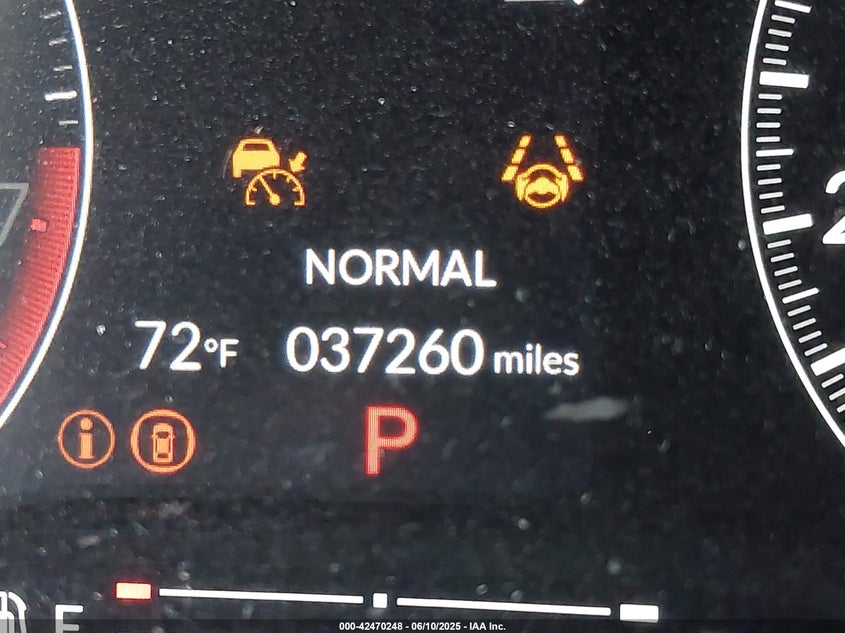 NORMAL
72°F 037260 miles
P
E
000-42470248 - 06/10/2025 - IAA Inc.